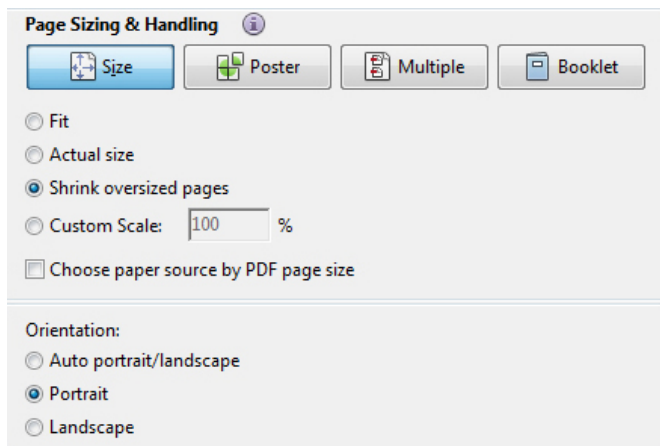 Page Sizing & Handling
Size Poster Multiple Booklet
Fit
Actual size
Shrink oversized pages
Custom Scale: 100 %
Choose paper source by PDF page size
Orientation:
Auto portrait/landscape
Portrait
Landscape